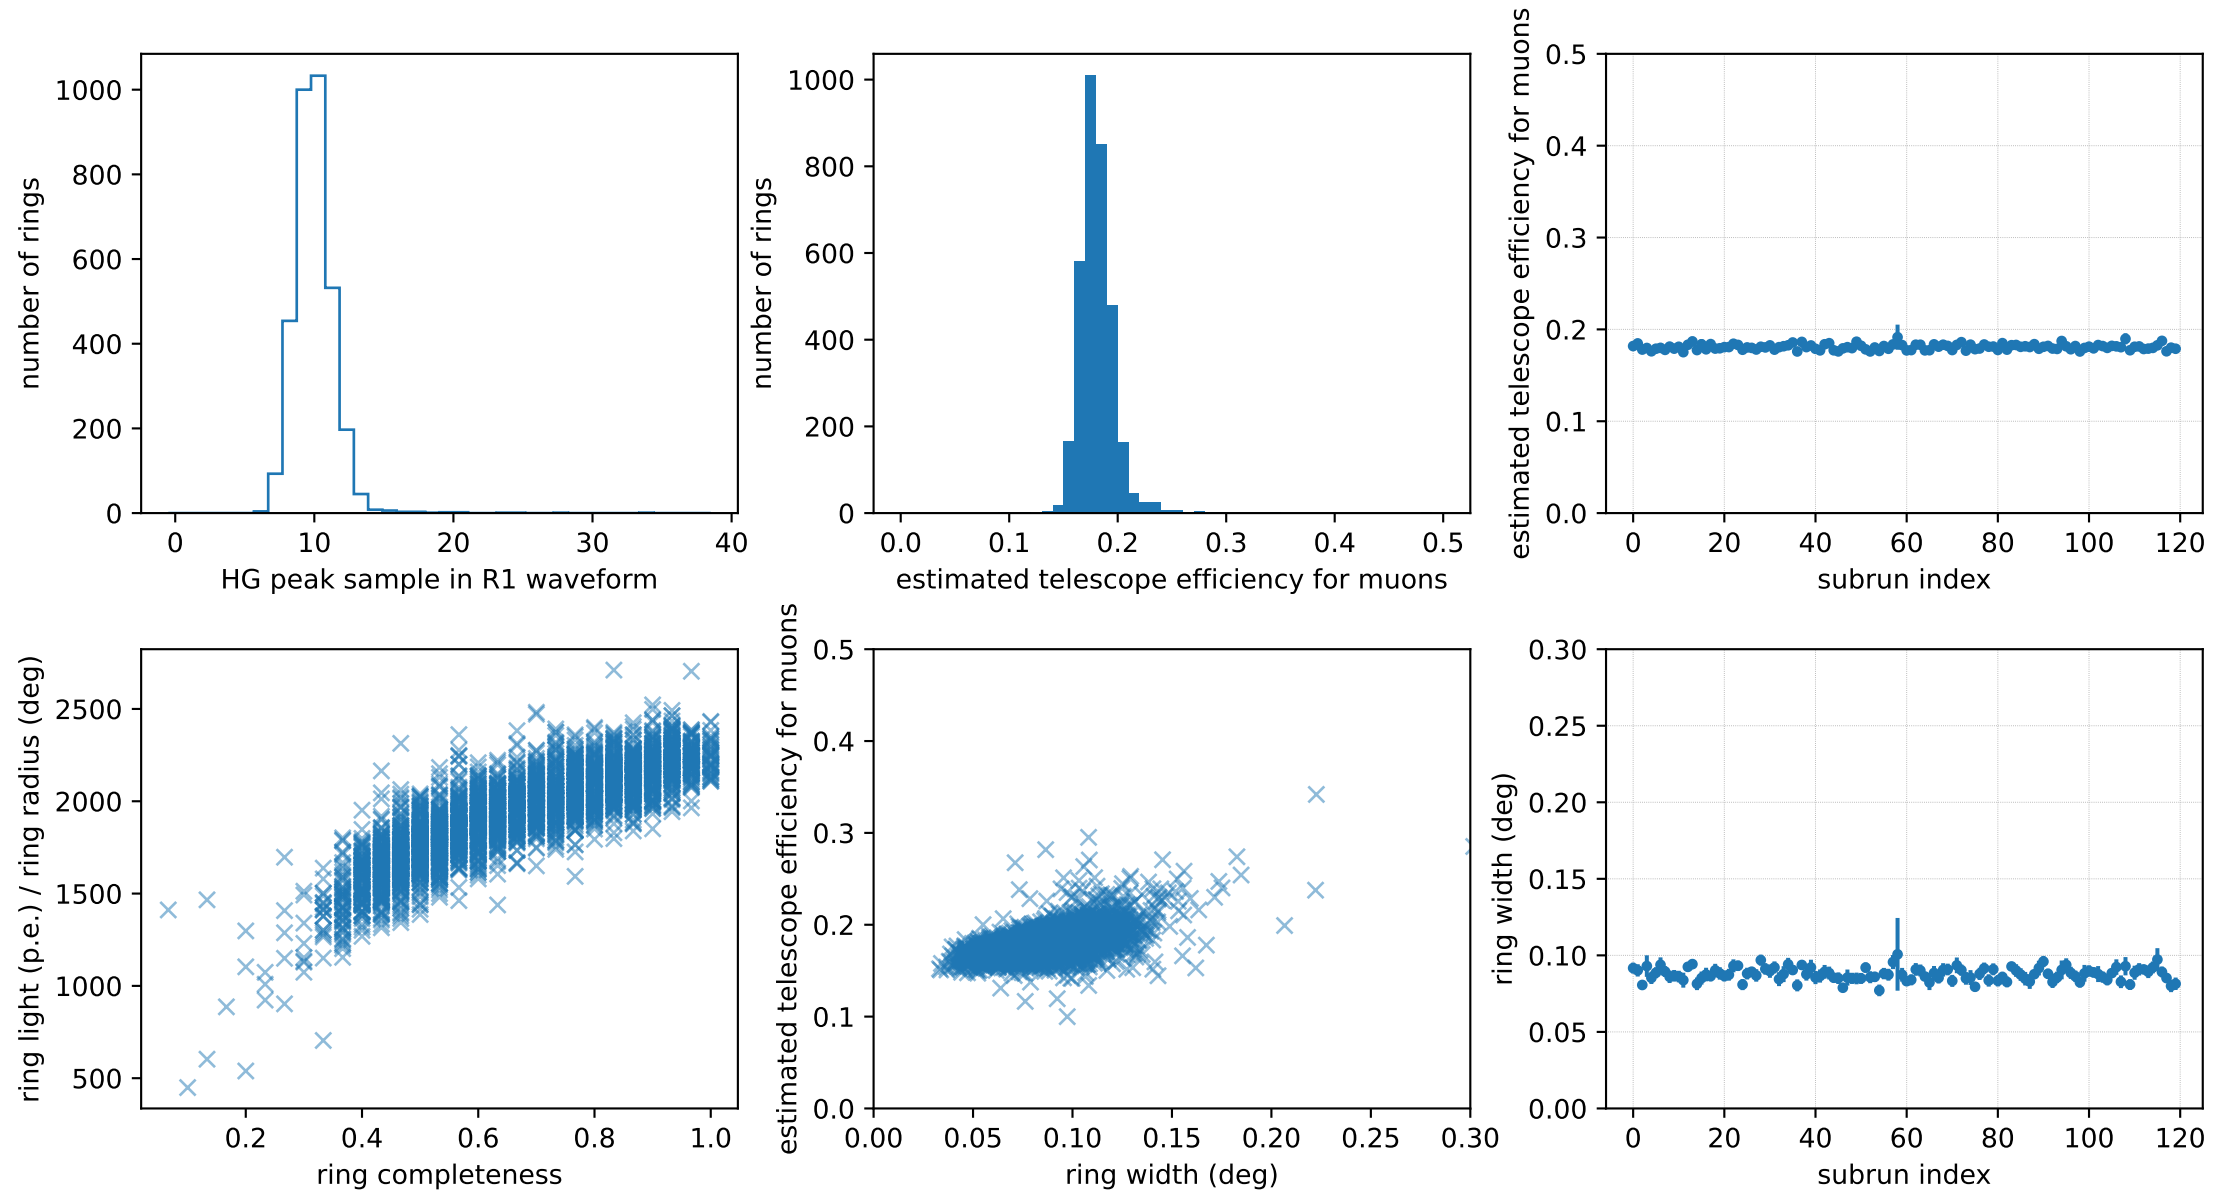 number of rings
1000
800
600
400
200
0
0 10 20 30 40
HG peak sample in R1 waveform
number of rings
1000
800
600
400
200
0
0.0 0.1 0.2 0.3 0.4 0.5
estimated telescope efficiency for muons
estimated telescope efficiency for muons
0.5
0.4
0.3
0.2
0.1
0.0
0 20 40 60 80 100 120
subrun index
ring light (p.e.) / ring radius (deg)
2500
2000
1500
1000
500
0.2 0.4 0.6 0.8 1.0
ring completeness
estimated telescope efficiency for muons
0.5
0.4
0.3
0.2
0.1
0.0
0.00 0.05 0.10 0.15 0.20 0.25 0.30
ring width (deg)
ring width (deg)
0.30
0.25
0.20
0.15
0.10
0.05
0.00
0 20 40 60 80 100 120
subrun index